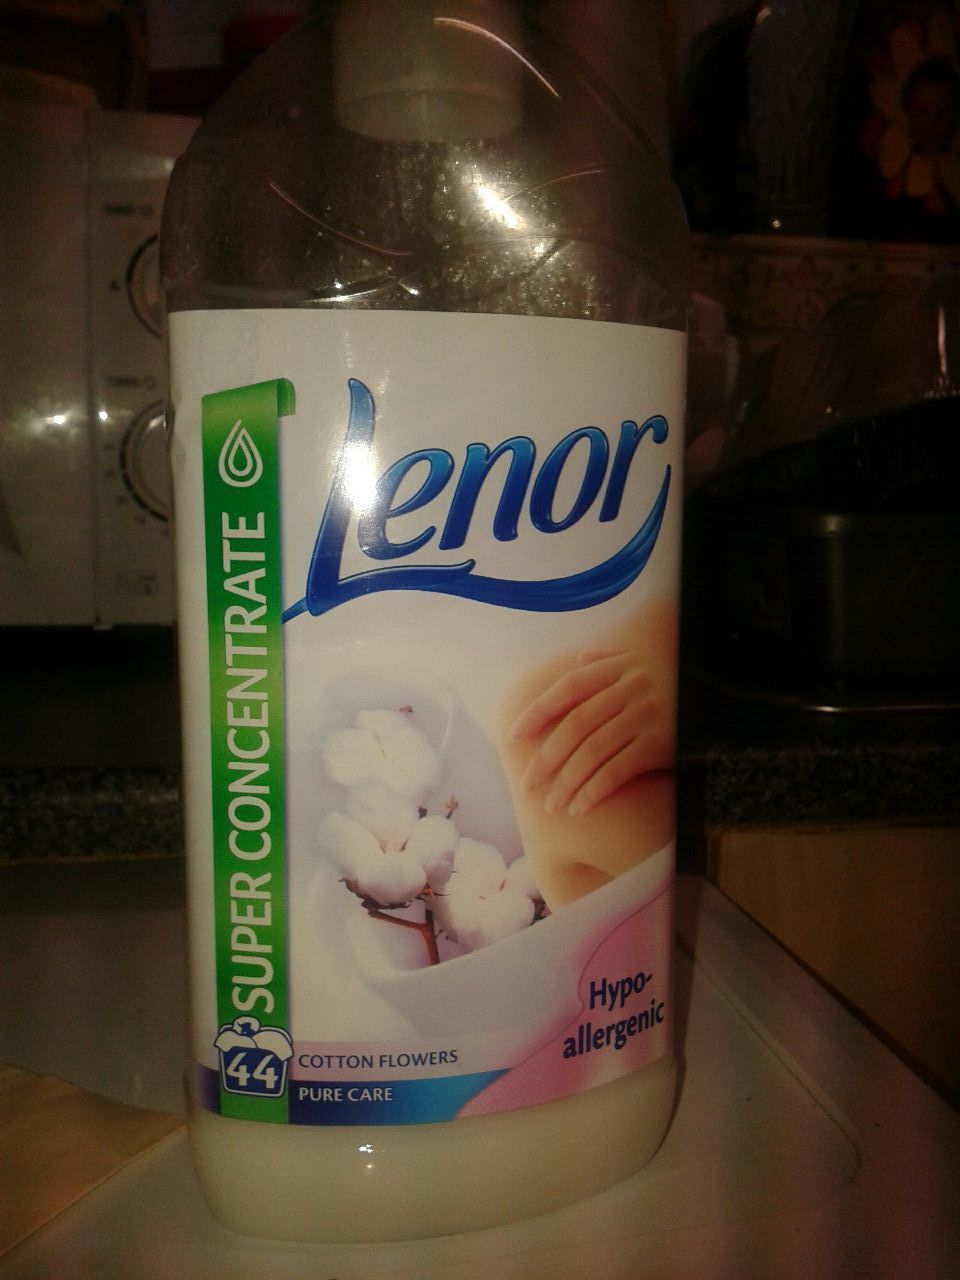 Lenor
SUPER CONCENTRATE
Hypo-
allergenic
44
COTTON FLOWERS
PURE CARE